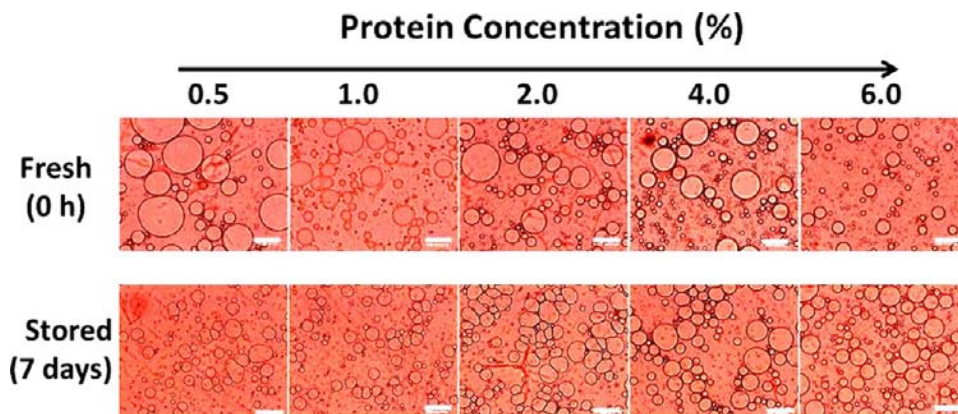 Protein Concentration (%)
0.5 1.0 2.0 4.0 6.0
Fresh
(0 h)
Stored
(7 days)